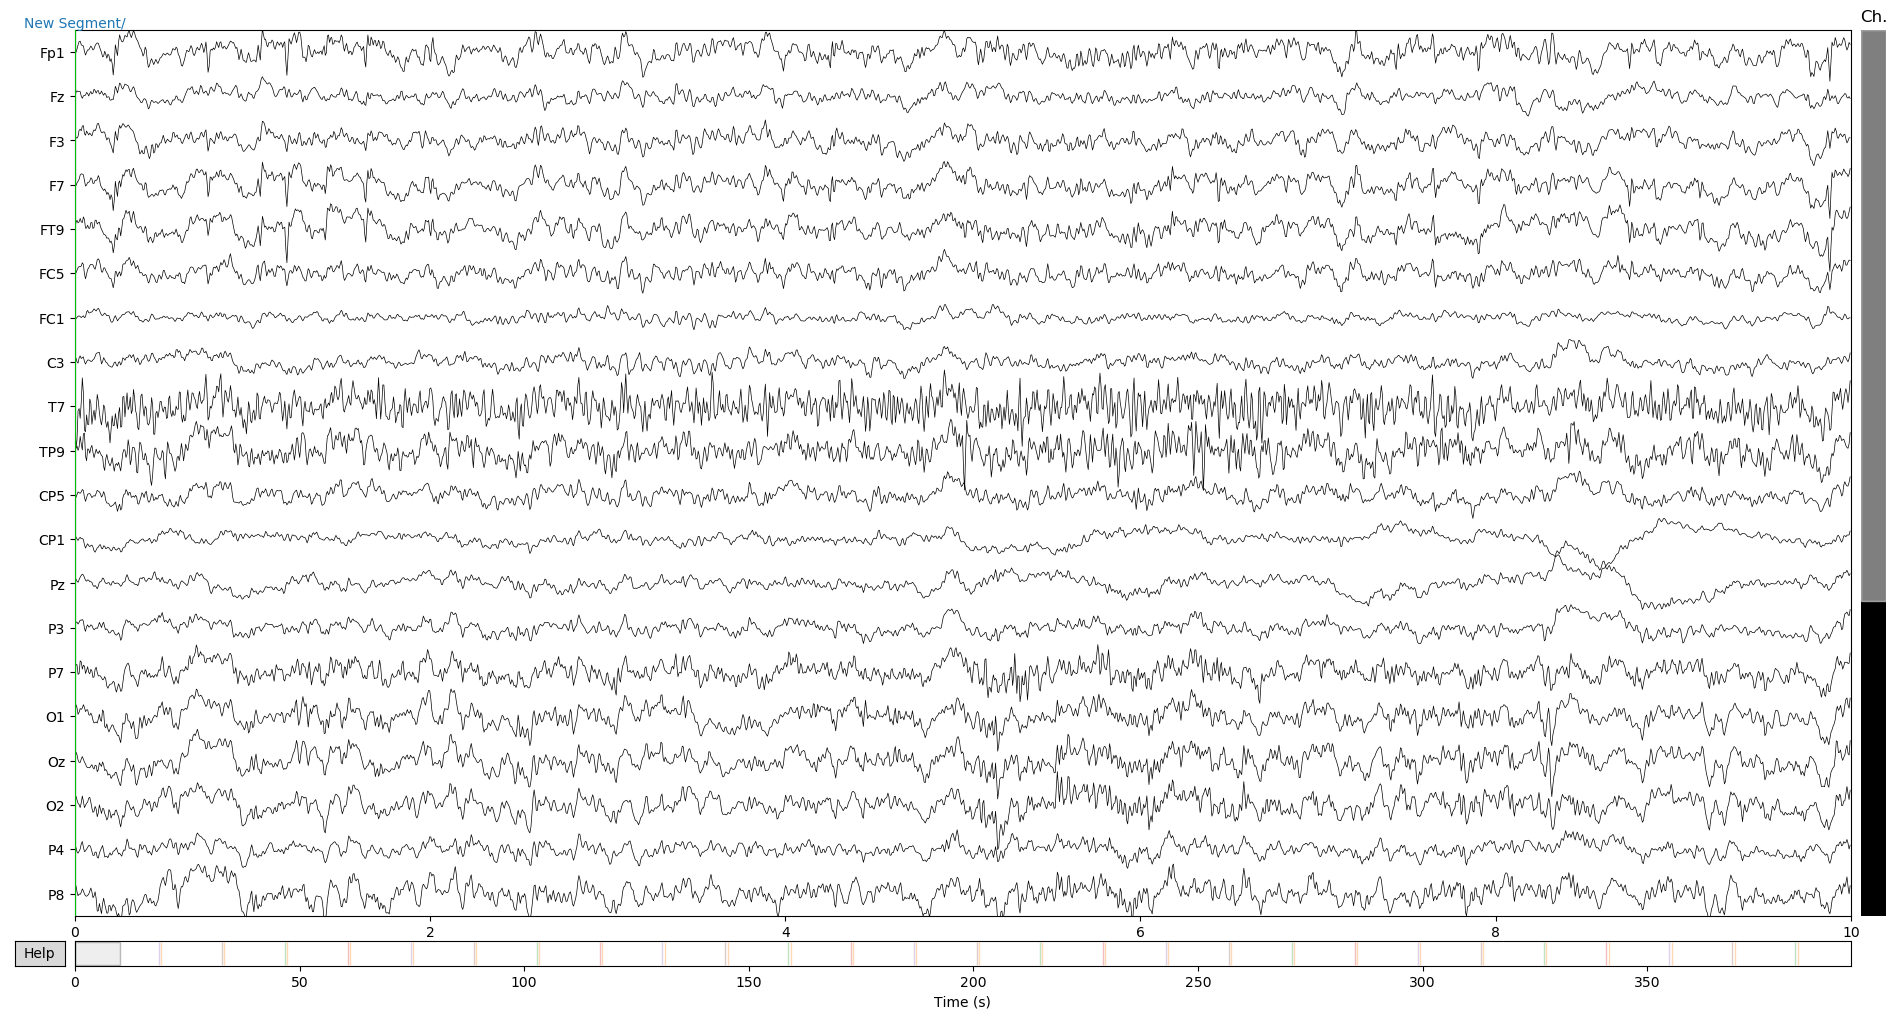 New Segment/
Ch.
Fp1
Fz
F3
F7
FT9
FC5
FC1
C3
T7
TP9
CP5
CP1
Pz
P3
P7
O1
Oz
O2
P4
P8
0 2 4 6 8 10
Help
0 50 100 150 200 250 300 350
Time (s)